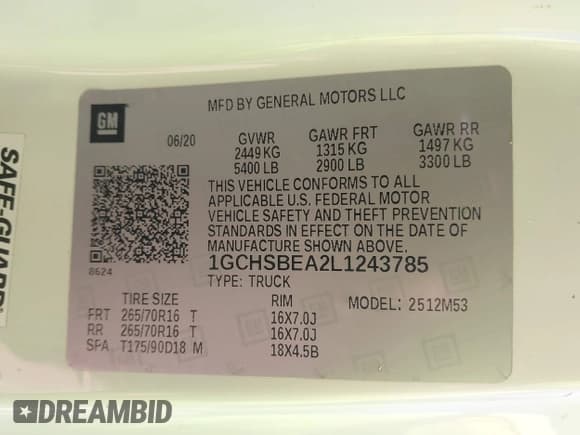 MFD BY GENERAL MOTORS LLC
GM
06/20 GVWR GAWR FRT GAWR RR
2449 KG 1315 KG 1497 KG
5400 LB 2900 LB 3300 LB
THIS VEHICLE CONFORMS TO ALL
APPLICABLE U.S. FEDERAL MOTOR
VEHICLE SAFETY AND THEFT PREVENTION
STANDARDS IN EFFECT ON THE DATE OF
MANUFACTURE SHOWN ABOVE.
8624
1GCHSBEA2L1243785
TYPE: TRUCK
TIRE SIZE RIM MODEL: 2512M53
FRT 265/70R16 T 16X7.0J
RR 265/70R16 T 16X7.0J
SPA T175/90D18 M 18X4.5B
SAFE-GUARD
DREAMBID